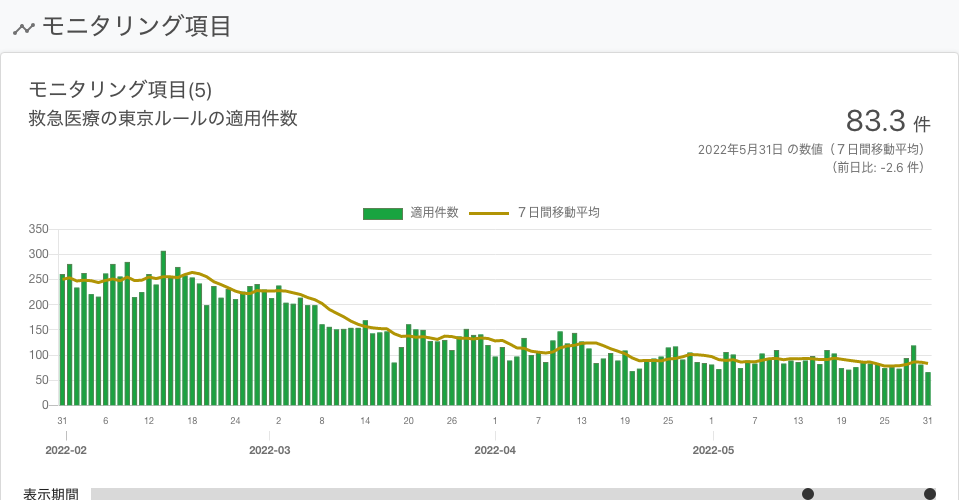 モニタリング項目
モニタリング項目(5)
救急医療の東京ルールの適用件数
83.3 件
2022年5月31日 の数値（７日間移動平均）
（前日比: -2.6 件）
適用件数 ７日間移動平均
350
300
250
200
150
100
50
0
31 6 12 18 24 2 8 14 20 26 1 7 13 19 25 1 7 13 19 25 31
2022-02 2022-03 2022-04 2022-05
表示期間